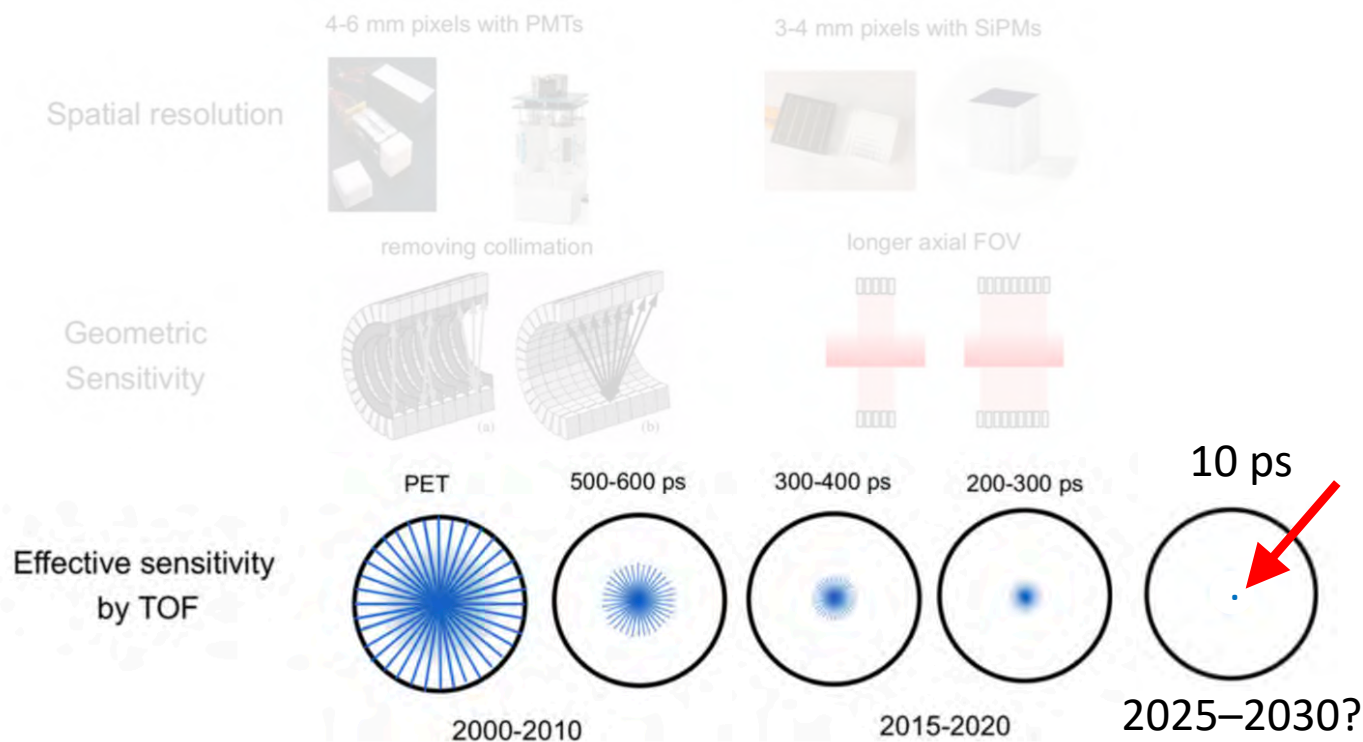 4-6 mm pixels with PMTs
3-4 mm pixels with SiPMs
Spatial resolution
removing collimation
longer axial FOV
Geometric
Sensitivity
(a)
(b)
PET
500-600 ps
300-400 ps
200-300 ps
10 ps
Effective sensitivity
by TOF
2000-2010
2015-2020
2025–2030?